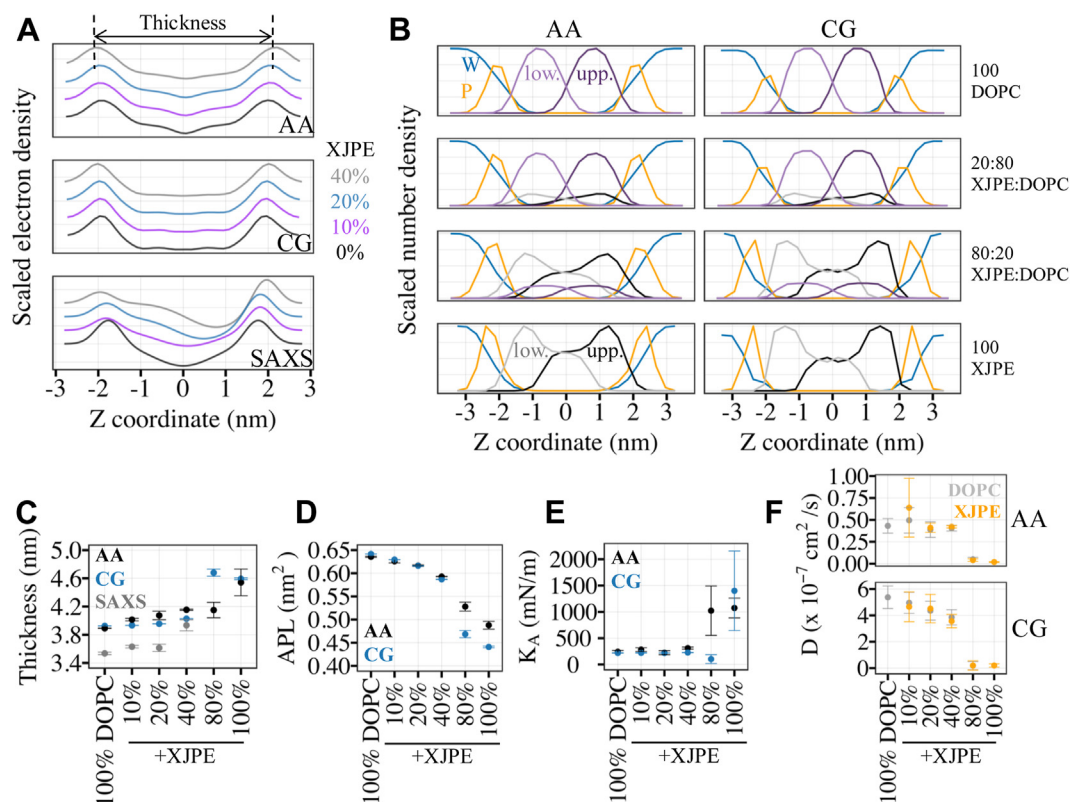 A
Thickness
AA
CG
SAXS
XJPE
40%
20%
10%
0%
Scaled electron density
-3 -2 -1 0 1 2 3
Z coordinate (nm)
B
AA CG
W
P
low. upp.
100
DOPC
20:80
XJPE:DOPC
80:20
XJPE:DOPC
low. upp.
100
XJPE
Scaled number density
-3 -2 -1 0 1 2 3
-3 -2 -1 0 1 2 3
Z coordinate (nm) Z coordinate (nm)
C
Thickness (nm)
5.0
4.6
4.2
3.8
3.4
AA
CG
SAXS
100% DOPC
10%
20%
40%
80%
100%
+XJPE
D
APL (nm²)
0.65
0.60
0.55
0.50
0.45
0.40
AA
CG
100% DOPC
10%
20%
40%
80%
100%
+XJPE
E
K_A (mN/m)
2000
1500
1000
500
0
AA
CG
100% DOPC
10%
20%
40%
80%
100%
+XJPE
F
D (x 10⁻⁷ cm² /s)
1.00
0.75
0.50
0.25
0.00
DOPC
XJPE
AA
6
4
2
0
CG
100% DOPC
10%
20%
40%
80%
100%
+XJPE